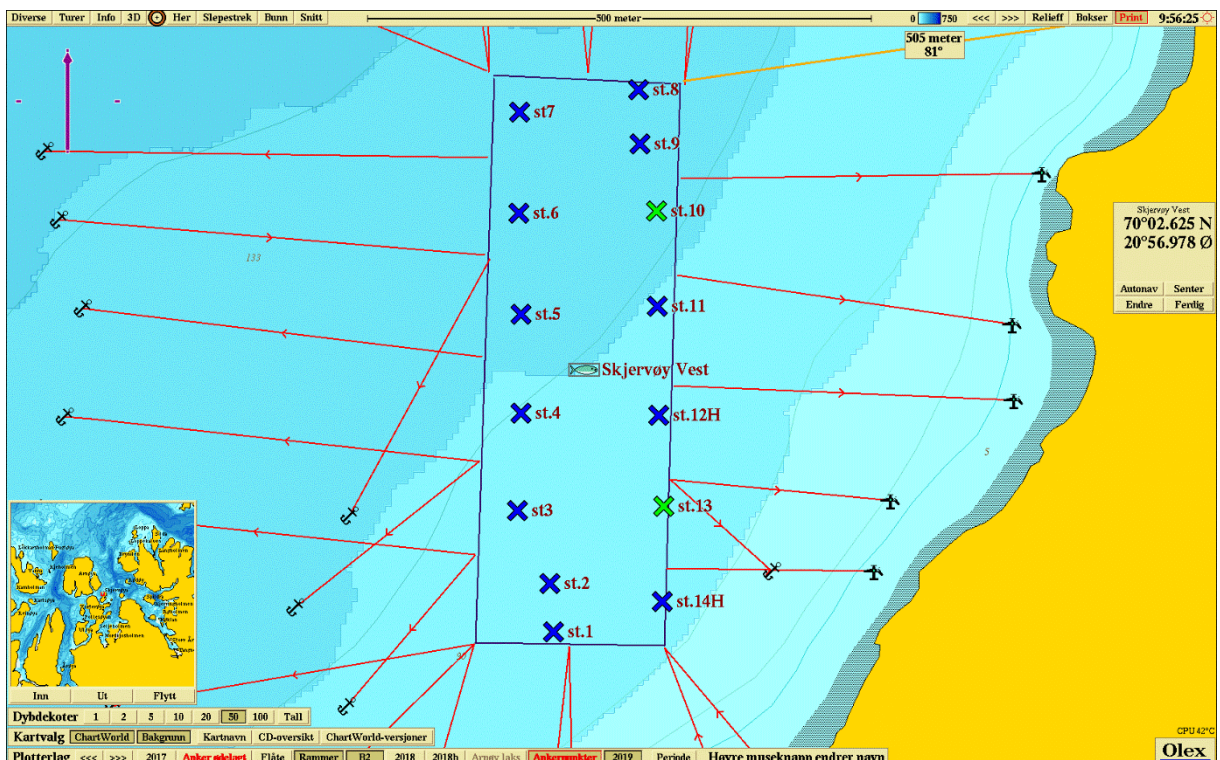 Diverse Turer Info 3D Her Slepestrek Bunn Snitt 500 meter 0 750 <<< >>> Relieff Bokser Print 9:56:25
505 meter
81°
st.8
st7
st.9
st.6
st.10
Skjervøy Vest
70°02.625 N
20°56.978 Ø
133
Autonav Senter
Endre Ferdig
st.5
st.11
Skjervøy Vest
st.4
st.12H
5
st3
st.13
st.2
st.14H
st.1
Inn Ut Flytt
Dybdekoter 1 2 5 10 20 50 100 Tall
Kartvalg ChartWorld Bakgrunn Kartnavn CD-oversikt ChartWorld-versjoner
CPU 42°C
Olex
Plotterlag <<< >>> 2017 Anker ødelagt Flåte Rammer B2 2018 2018b Arnøy laks Ankerpunkter 2019 Periode Høyre museknapp endrer navn